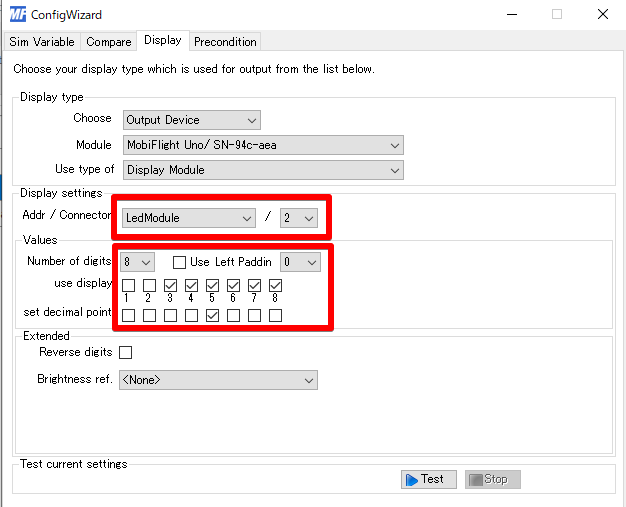 MF ConfigWizard
Sim Variable Compare Display Precondition
Choose your display type which is used for output from the list below.
Display type
Choose Output Device
Module MobiFlight Uno/ SN-94c-aea
Use type of Display Module
Display settings
Addr / Connector LedModule / 2
Values
Number of digits 8 Use Left Paddin 0
use display
1 2 3 4 5 6 7 8
set decimal point
Extended
Reverse digits
Brightness ref. <None>
Test current settings
Test Stop